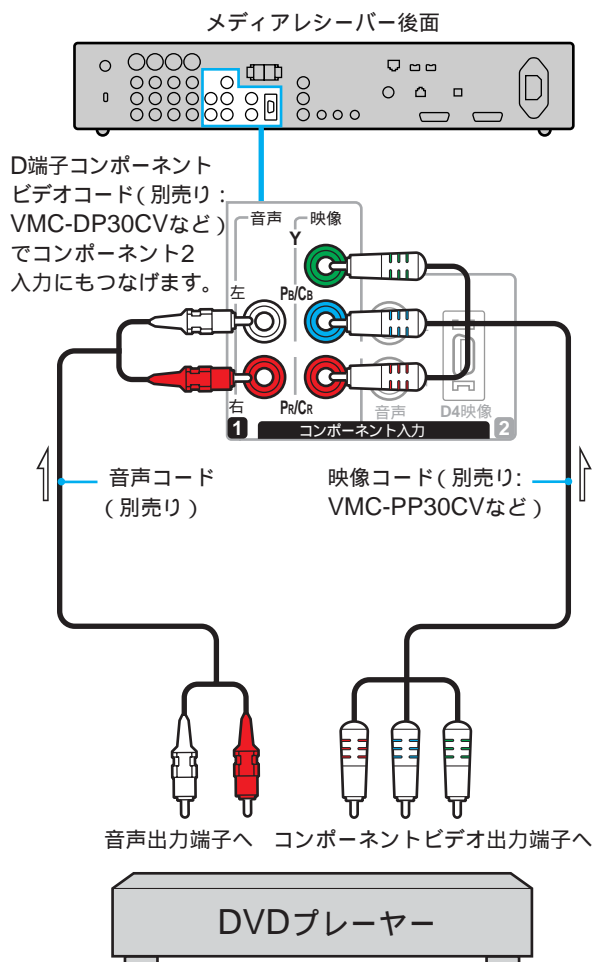 メディアレシーバー後面
D端子コンポーネント
ビデオコード(別売り:
VMC-DP30CVなど)
でコンポーネント2
入力にもつなげます。
音声
映像
Y
左
PB/CB
右
PR/CR
音声
D4映像
1
コンポーネント入力
2
音声コード
(別売り)
映像コード(別売り:
VMC-PP30CVなど)
音声出力端子へ
コンポーネントビデオ出力端子へ
DVDプレーヤー